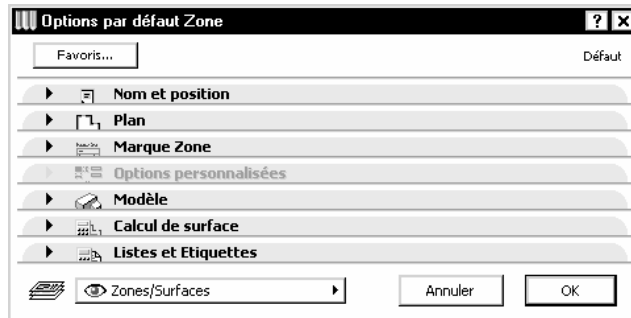 Options par défaut Zone
Favoris...
Défaut
Nom et position
Plan
Marque Zone
Options personnalisées
Modèle
Calcul de surface
Listes et Etiquettes
Zones/Surfaces
Annuler
OK